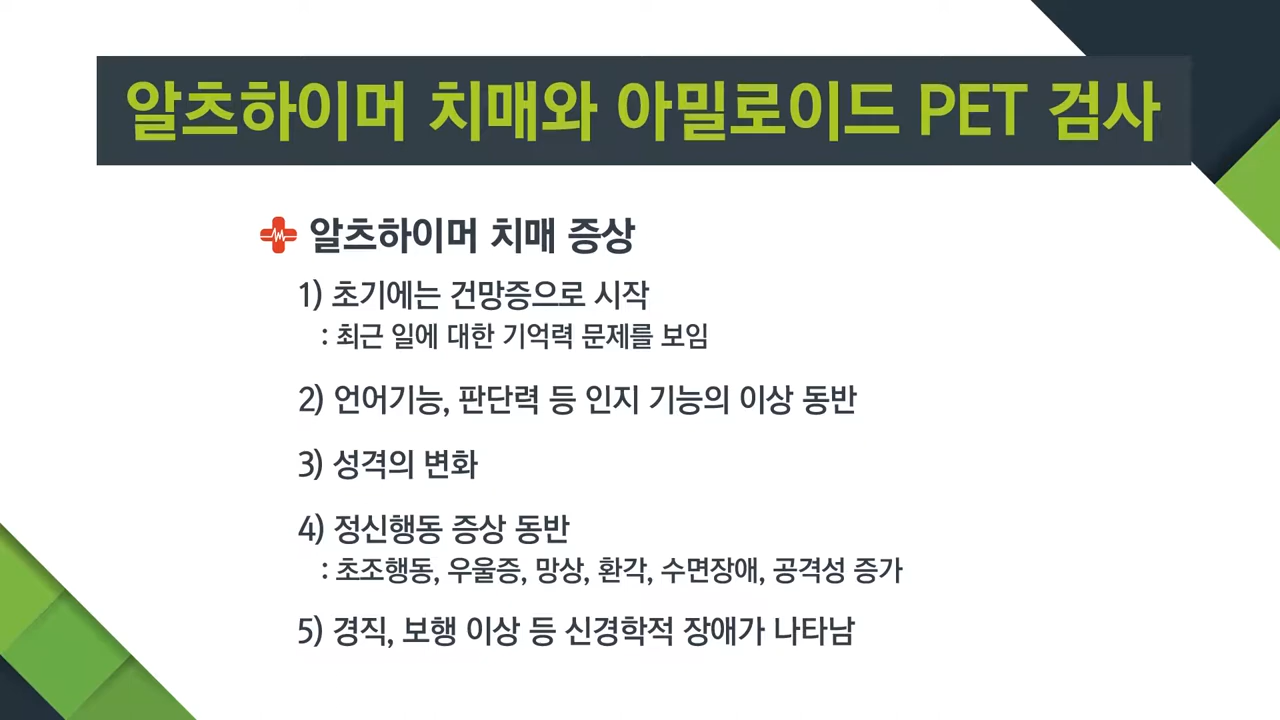 알츠하이머 치매와 아밀로이드 PET 검사
알츠하이머 치매 증상
1) 초기에는 건망증으로 시작
: 최근 일에 대한 기억력 문제를 보임
2) 언어기능, 판단력 등 인지 기능의 이상 동반
3) 성격의 변화
4) 정신행동 증상 동반
: 초조행동, 우울증, 망상, 환각, 수면장애, 공격성 증가
5) 경직, 보행 이상 등 신경학적 장애가 나타남